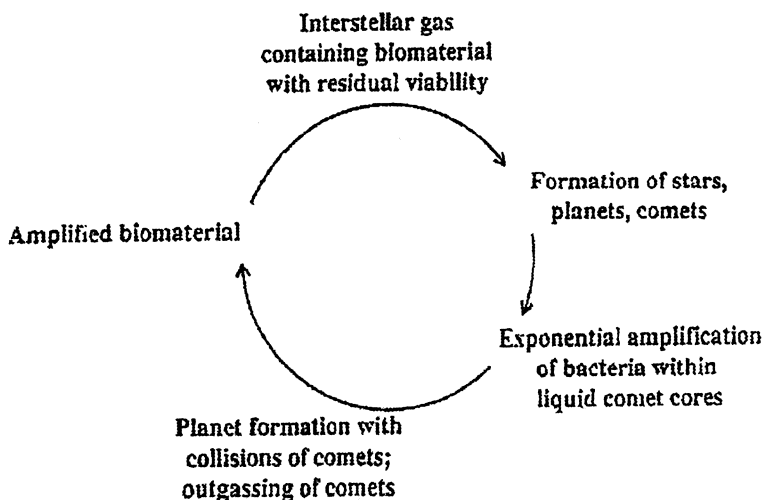 Interstellar gas
containing biomaterial
with residual viability
Formation of stars,
planets, comets
Amplified biomaterial
Exponential amplification
of bacteria within
liquid comet cores
Planet formation with
collisions of comets;
outgassing of comets